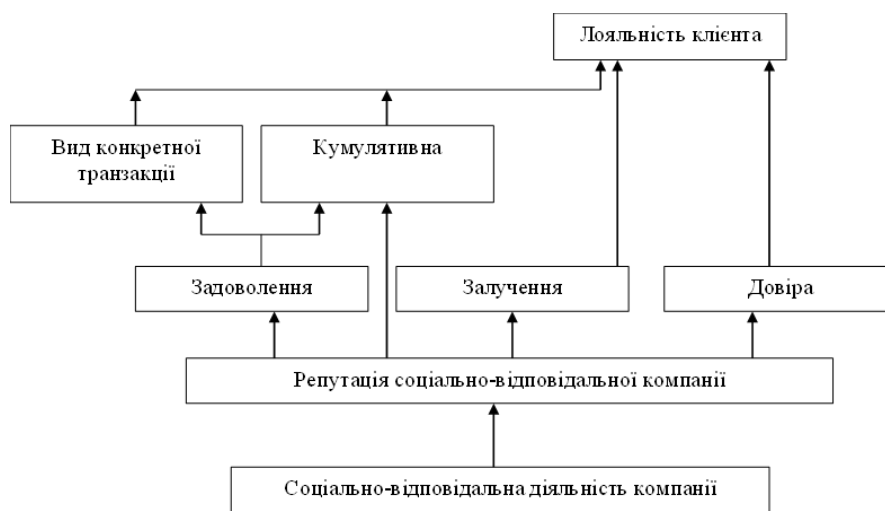 Лояльність клієнта
Вид конкретної
транзакції
Кумулятивна
Задоволення
Залучення
Довіра
Репутація соціально-відповідальної компанії
Соціально-відповідальна діяльність компанії